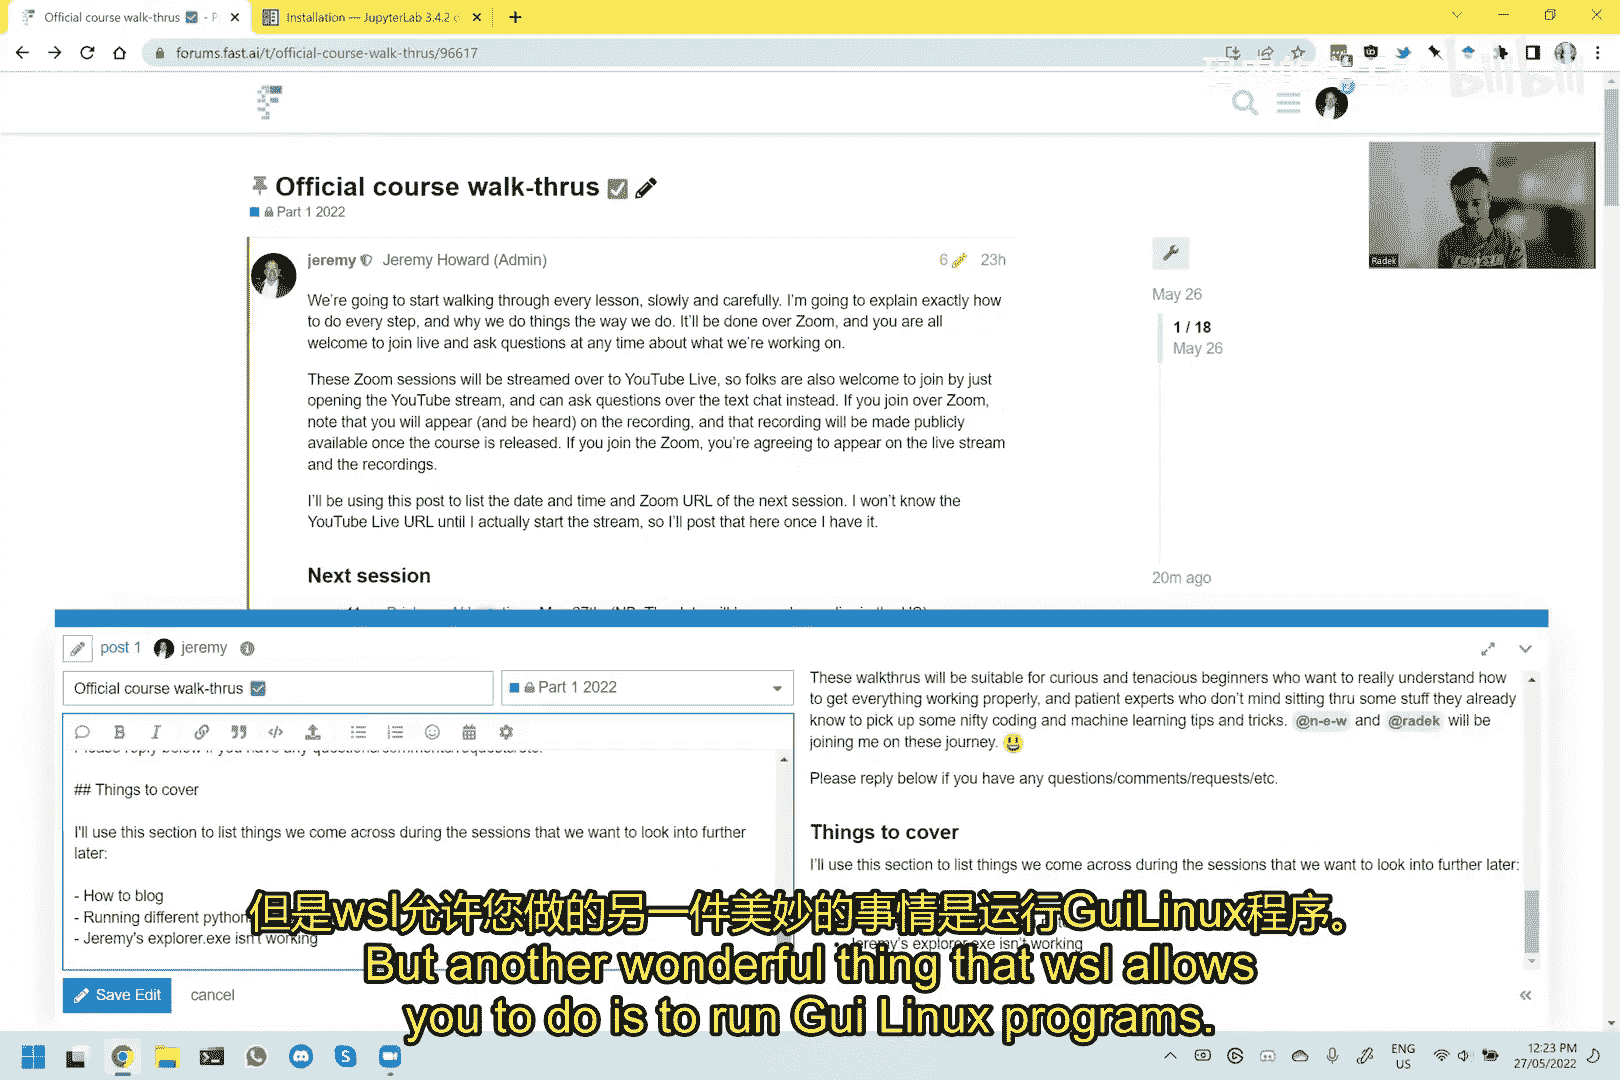 Official course walk-thrus ☑ - P
Installation — JupyterLab 3.4.2 d
forums.fast.ai/t/official-course-walk-thrus/96617
bilibili
Official course walk-thrus ☑
Part 1 2022
jeremy Jeremy Howard (Admin)
6 23h
We're going to start walking through every lesson, slowly and carefully. I'm going to explain exactly how
to do every step, and why we do things the way we do. It'll be done over Zoom, and you are all
welcome to join live and ask questions at any time about what we're working on.
These Zoom sessions will be streamed over to YouTube Live, so folks are also welcome to join by just
opening the YouTube stream, and can ask questions over the text chat instead. If you join over Zoom,
note that you will appear (and be heard) on the recording, and that recording will be made publicly
available once the course is released. If you join the Zoom, you're agreeing to appear on the live stream
and the recordings.
I'll be using this post to list the date and time and Zoom URL of the next session. I won't know the
YouTube Live URL until I actually start the stream, so I'll post that here once I have it.
Next session
Radek
May 26
1 / 18
May 26
20m ago
post 1 jeremy
Official course walk-thrus ☑
Part 1 2022
B I
Please reply below if you have any questions/comments/requests/etc.
## Things to cover
I'll use this section to list things we come across during the sessions that we want to look into further
later:
- How to blog
- Running different python
- Jeremy's explorer.exe isn't working
Save Edit cancel
These walkthrus will be suitable for curious and tenacious beginners who want to really understand how
to get everything working properly, and patient experts who don't mind sitting thru some stuff they already
know to pick up some nifty coding and machine learning tips and tricks. @n-e-w and @radek will be
joining me on these journey. 😃
Please reply below if you have any questions/comments/requests/etc.
Things to cover
I'll use this section to list things we come across during the sessions that we want to look into further later:
Jeremy's explorer.exe isn't working
但是wsl允许您做的另一件美妙的事情是运行GuiLinux程序。
But another wonderful thing that wsl allows
you to do is to run Gui Linux programs.
ENG
US
12:23 PM
27/05/2022